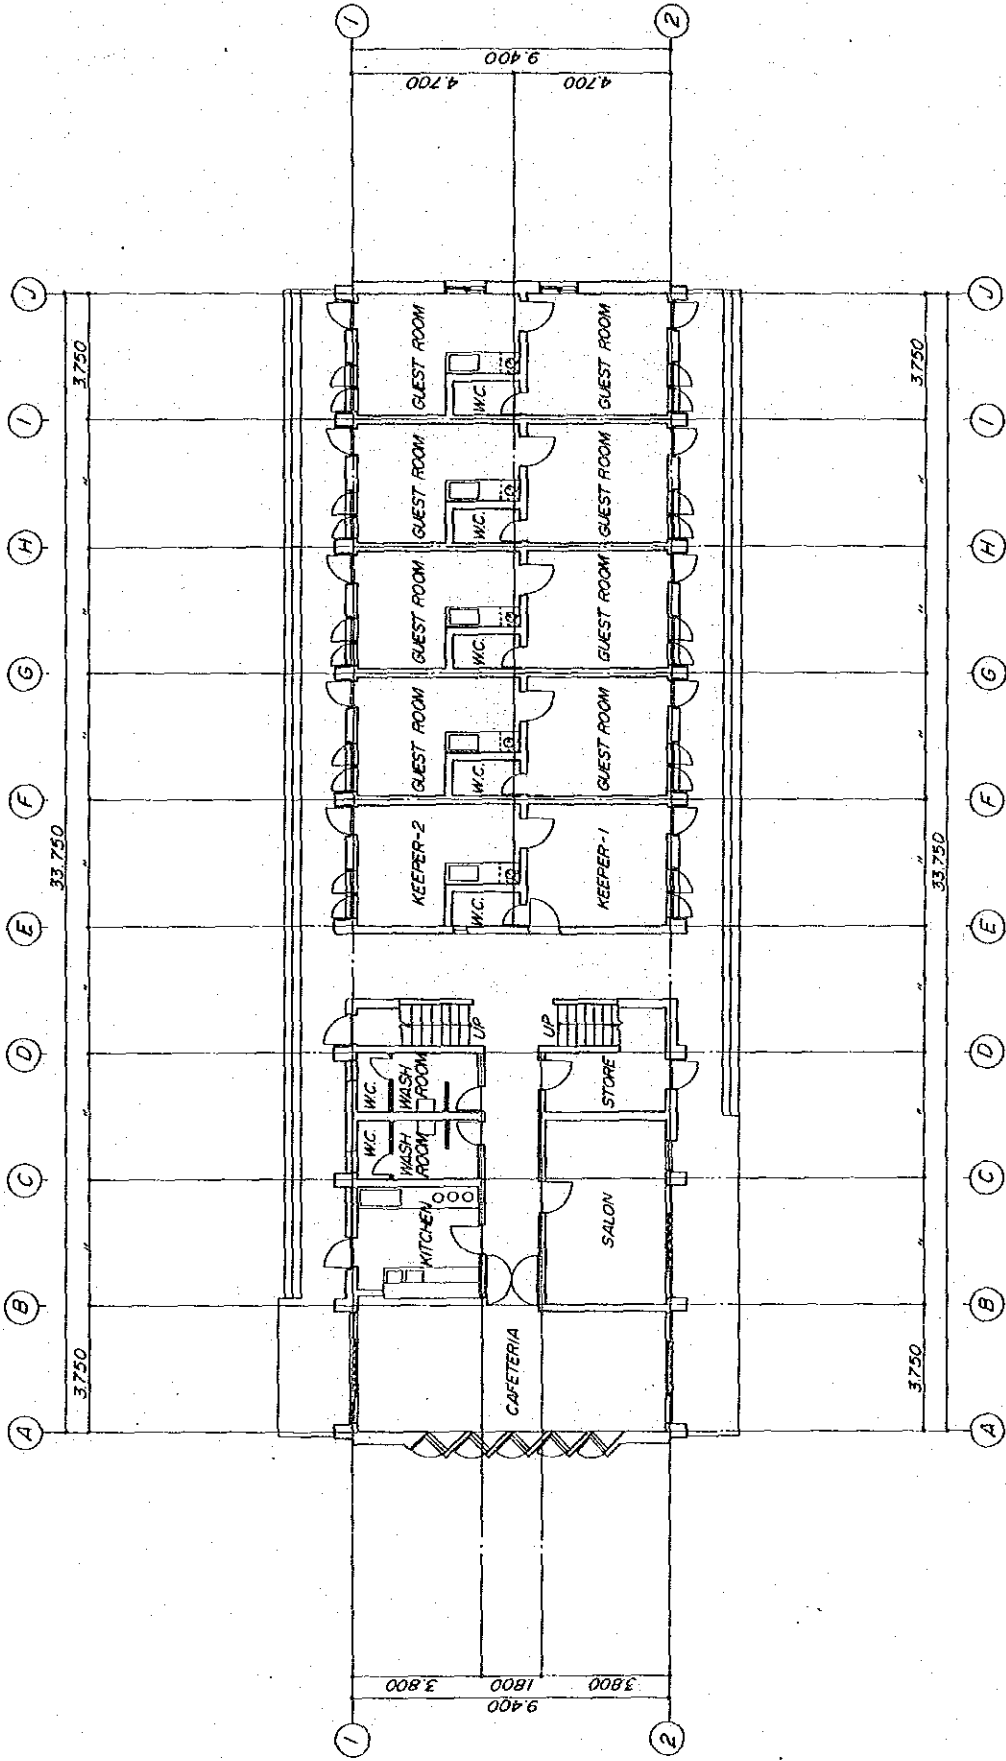 A B C D E F G H I J
33.750
3.750 " " " " " " " 3.750
1 1
W.C. W.C.
KITCHEN
WASH ROOM
WASH ROOM
UP
KEEPER-2 GUEST ROOM GUEST ROOM GUEST ROOM GUEST ROOM
W.C. W.C. W.C. W.C. W.C.
9.400 3.800 1800 3.800
4.700 4.700 9.400
CAFETERIA
UP
SALON STORE KEEPER-1 GUEST ROOM GUEST ROOM GUEST ROOM GUEST ROOM
2 2
3.750 " " " " " " " 3.750
33.750
A B C D E F G H I J